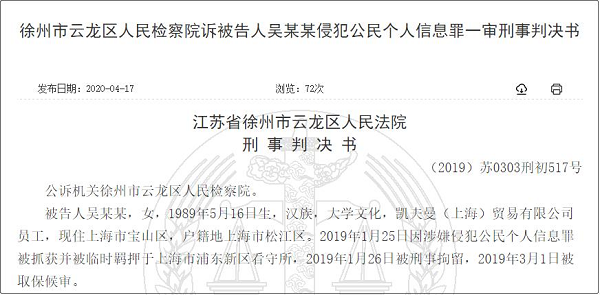 徐州市云龙区人民检察院诉被告人吴某某侵犯公民个人信息罪一审刑事判决书
发布日期：2020-04-17 浏览：72次
江苏省徐州市云龙区人民法院
刑 事 判 决 书
（2019）苏0303刑初517号
公诉机关徐州市云龙区人民检察院。
被告人吴某某，女，1989年5月16日生，汉族，大学文化，凯夫曼（上海）贸易有限公司
员工，现住上海市宝山区，户籍地上海市松江区。2019年1月25日因涉嫌侵犯公民个人信息罪
被抓获并被临时羁押于上海市浦东新区看守所，2019年1月26日被刑事拘留，2019年3月1日被
取保候审。